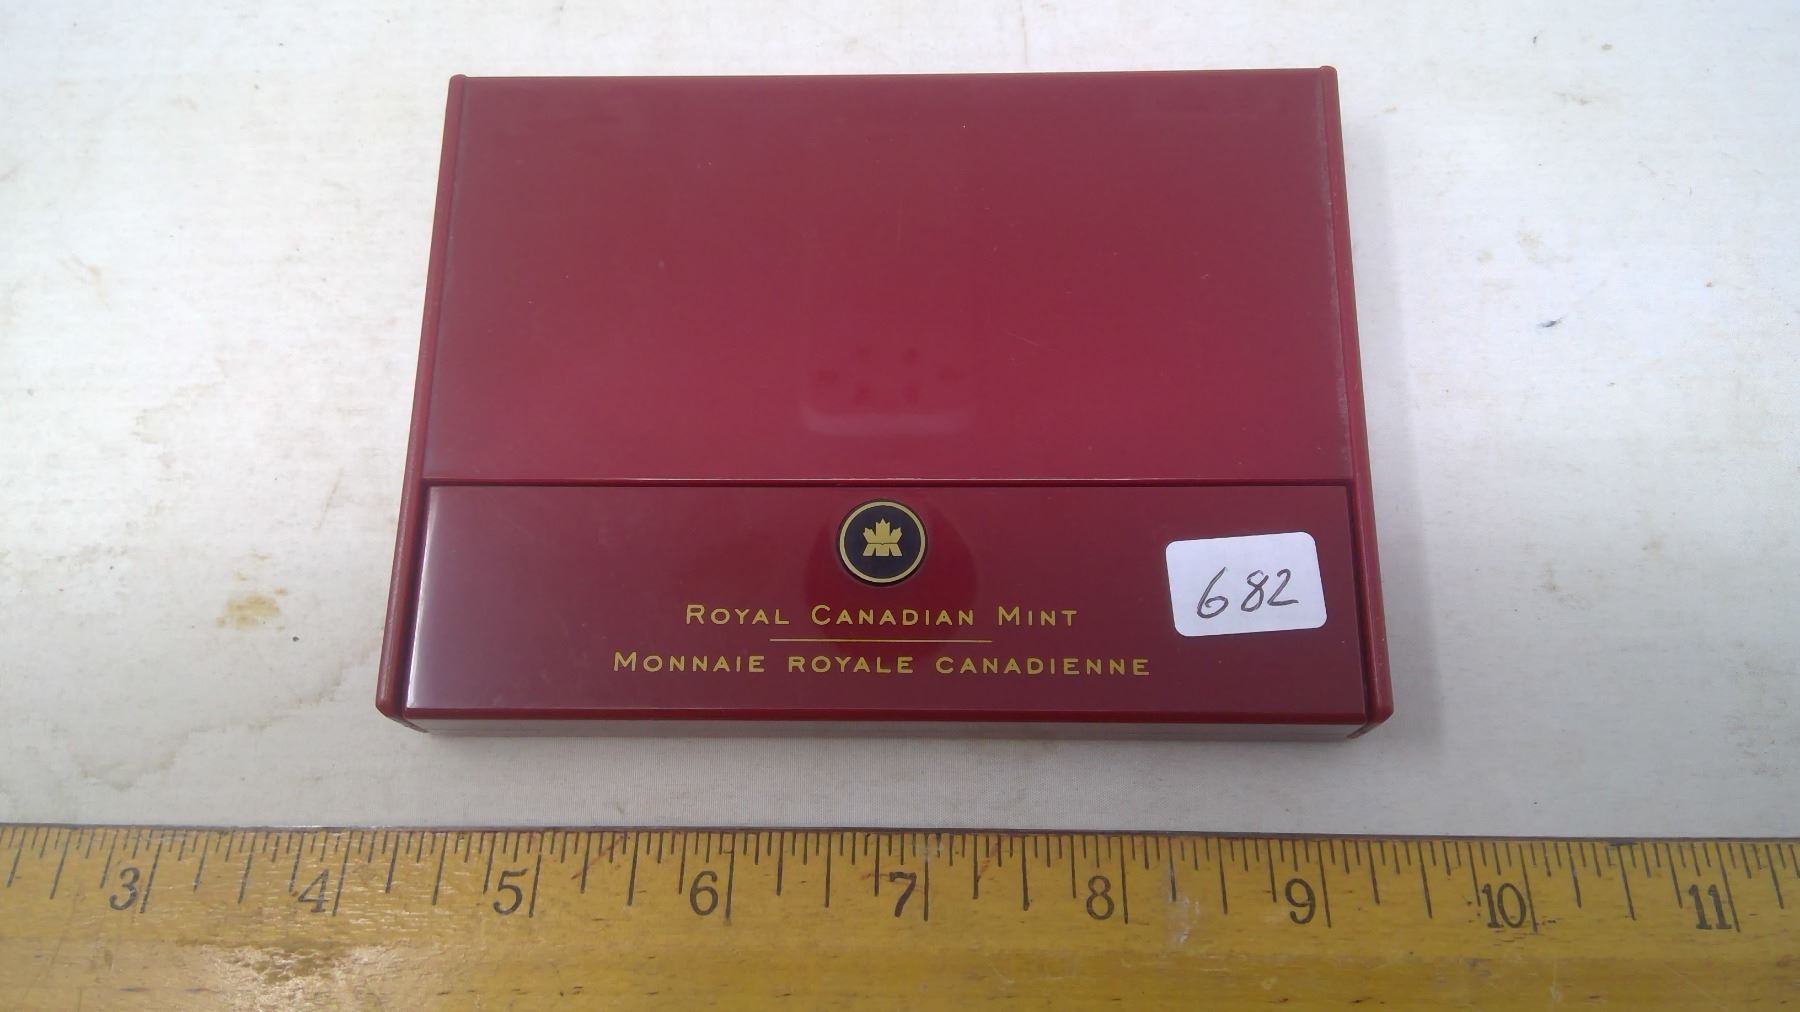 ROYAL CANADIAN MINT
MONNAIE ROYALE CANADIENNE
682
3 4 5 6 7 8 9 10 11